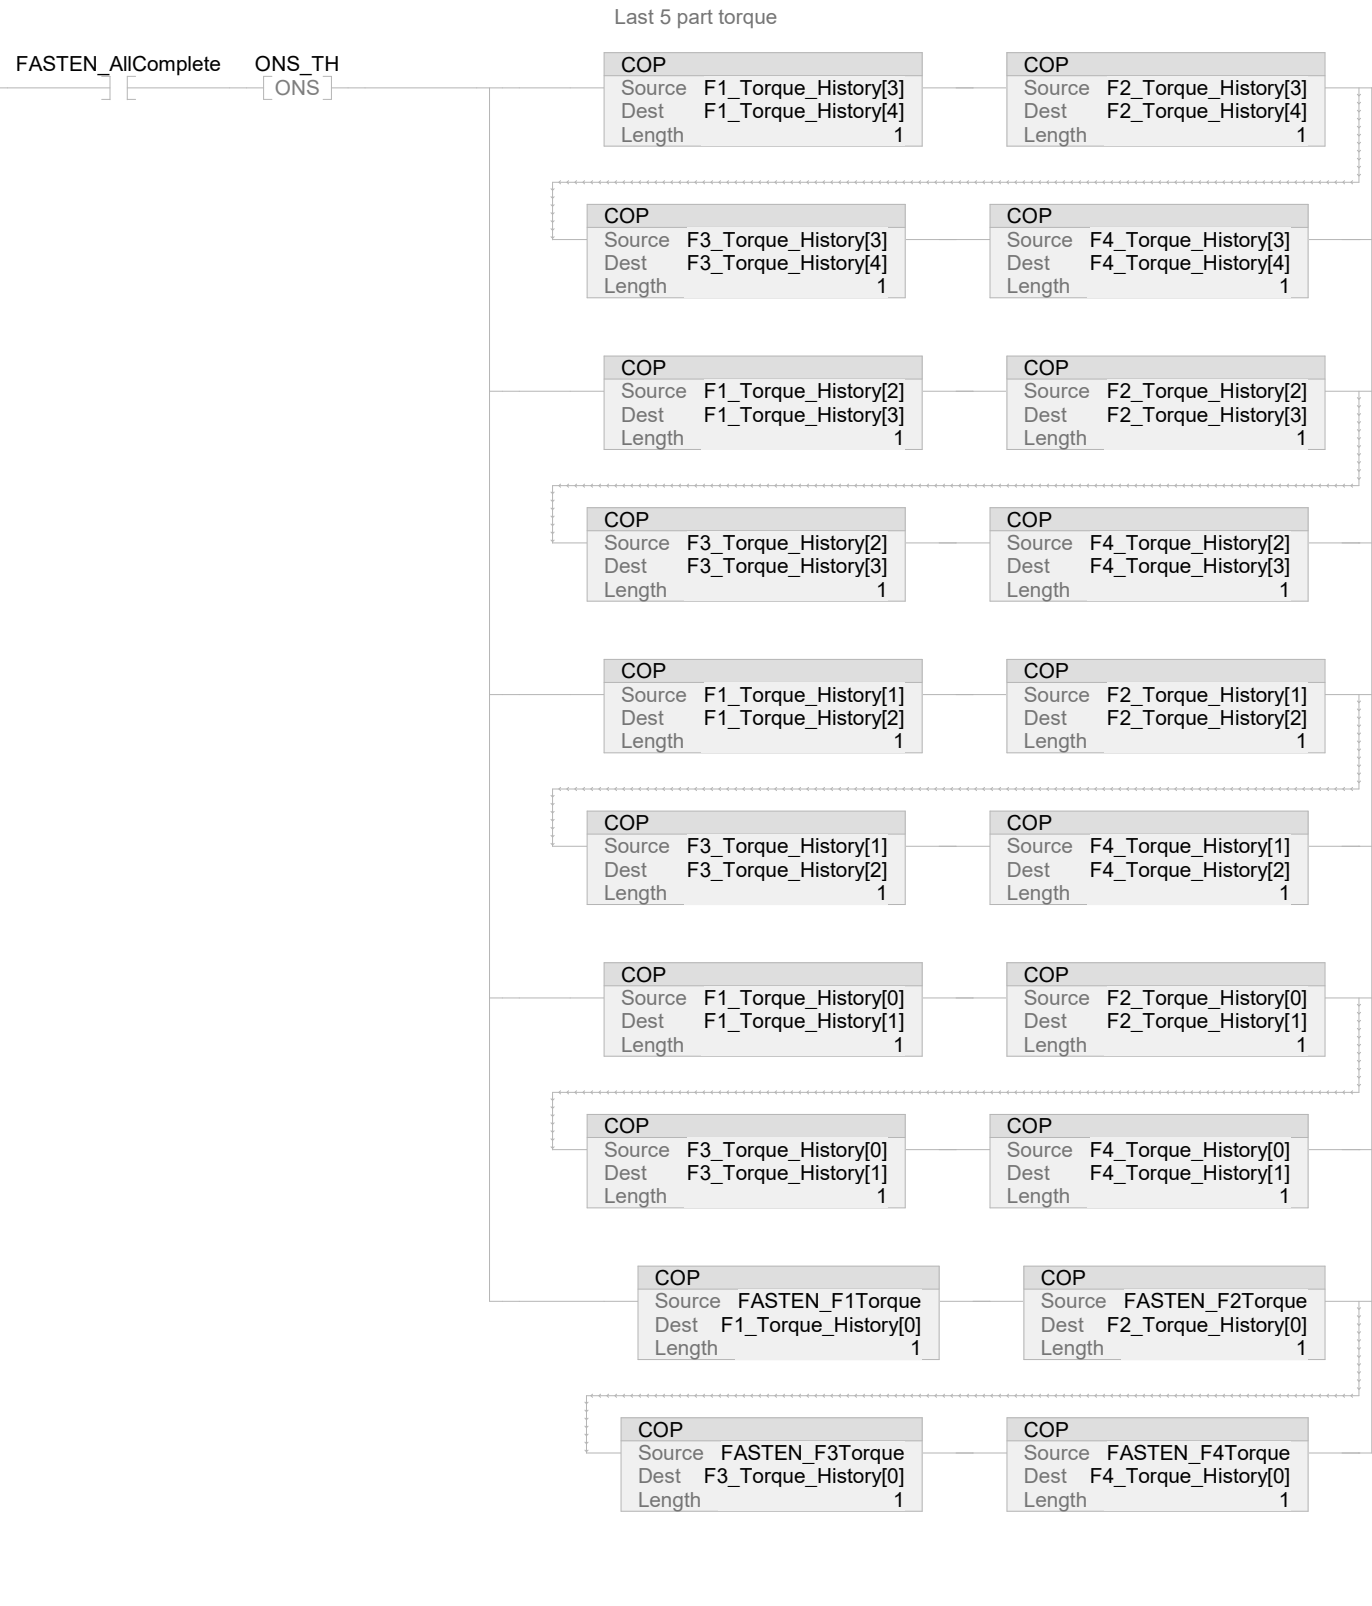 Last 5 part torque
FASTEN_AllComplete ONS_TH
ONS
COP COP
Source F1_Torque_History[3] Source F2_Torque_History[3]
Dest F1_Torque_History[4] Dest F2_Torque_History[4]
Length 1 Length 1
COP COP
Source F3_Torque_History[3] Source F4_Torque_History[3]
Dest F3_Torque_History[4] Dest F4_Torque_History[4]
Length 1 Length 1
COP COP
Source F1_Torque_History[2] Source F2_Torque_History[2]
Dest F1_Torque_History[3] Dest F2_Torque_History[3]
Length 1 Length 1
COP COP
Source F3_Torque_History[2] Source F4_Torque_History[2]
Dest F3_Torque_History[3] Dest F4_Torque_History[3]
Length 1 Length 1
COP COP
Source F1_Torque_History[1] Source F2_Torque_History[1]
Dest F1_Torque_History[2] Dest F2_Torque_History[2]
Length 1 Length 1
COP COP
Source F3_Torque_History[1] Source F4_Torque_History[1]
Dest F3_Torque_History[2] Dest F4_Torque_History[2]
Length 1 Length 1
COP COP
Source F1_Torque_History[0] Source F2_Torque_History[0]
Dest F1_Torque_History[1] Dest F2_Torque_History[1]
Length 1 Length 1
COP COP
Source F3_Torque_History[0] Source F4_Torque_History[0]
Dest F3_Torque_History[1] Dest F4_Torque_History[1]
Length 1 Length 1
COP COP
Source FASTEN_F1Torque Source FASTEN_F2Torque
Dest F1_Torque_History[0] Dest F2_Torque_History[0]
Length 1 Length 1
COP COP
Source FASTEN_F3Torque Source FASTEN_F4Torque
Dest F3_Torque_History[0] Dest F4_Torque_History[0]
Length 1 Length 1